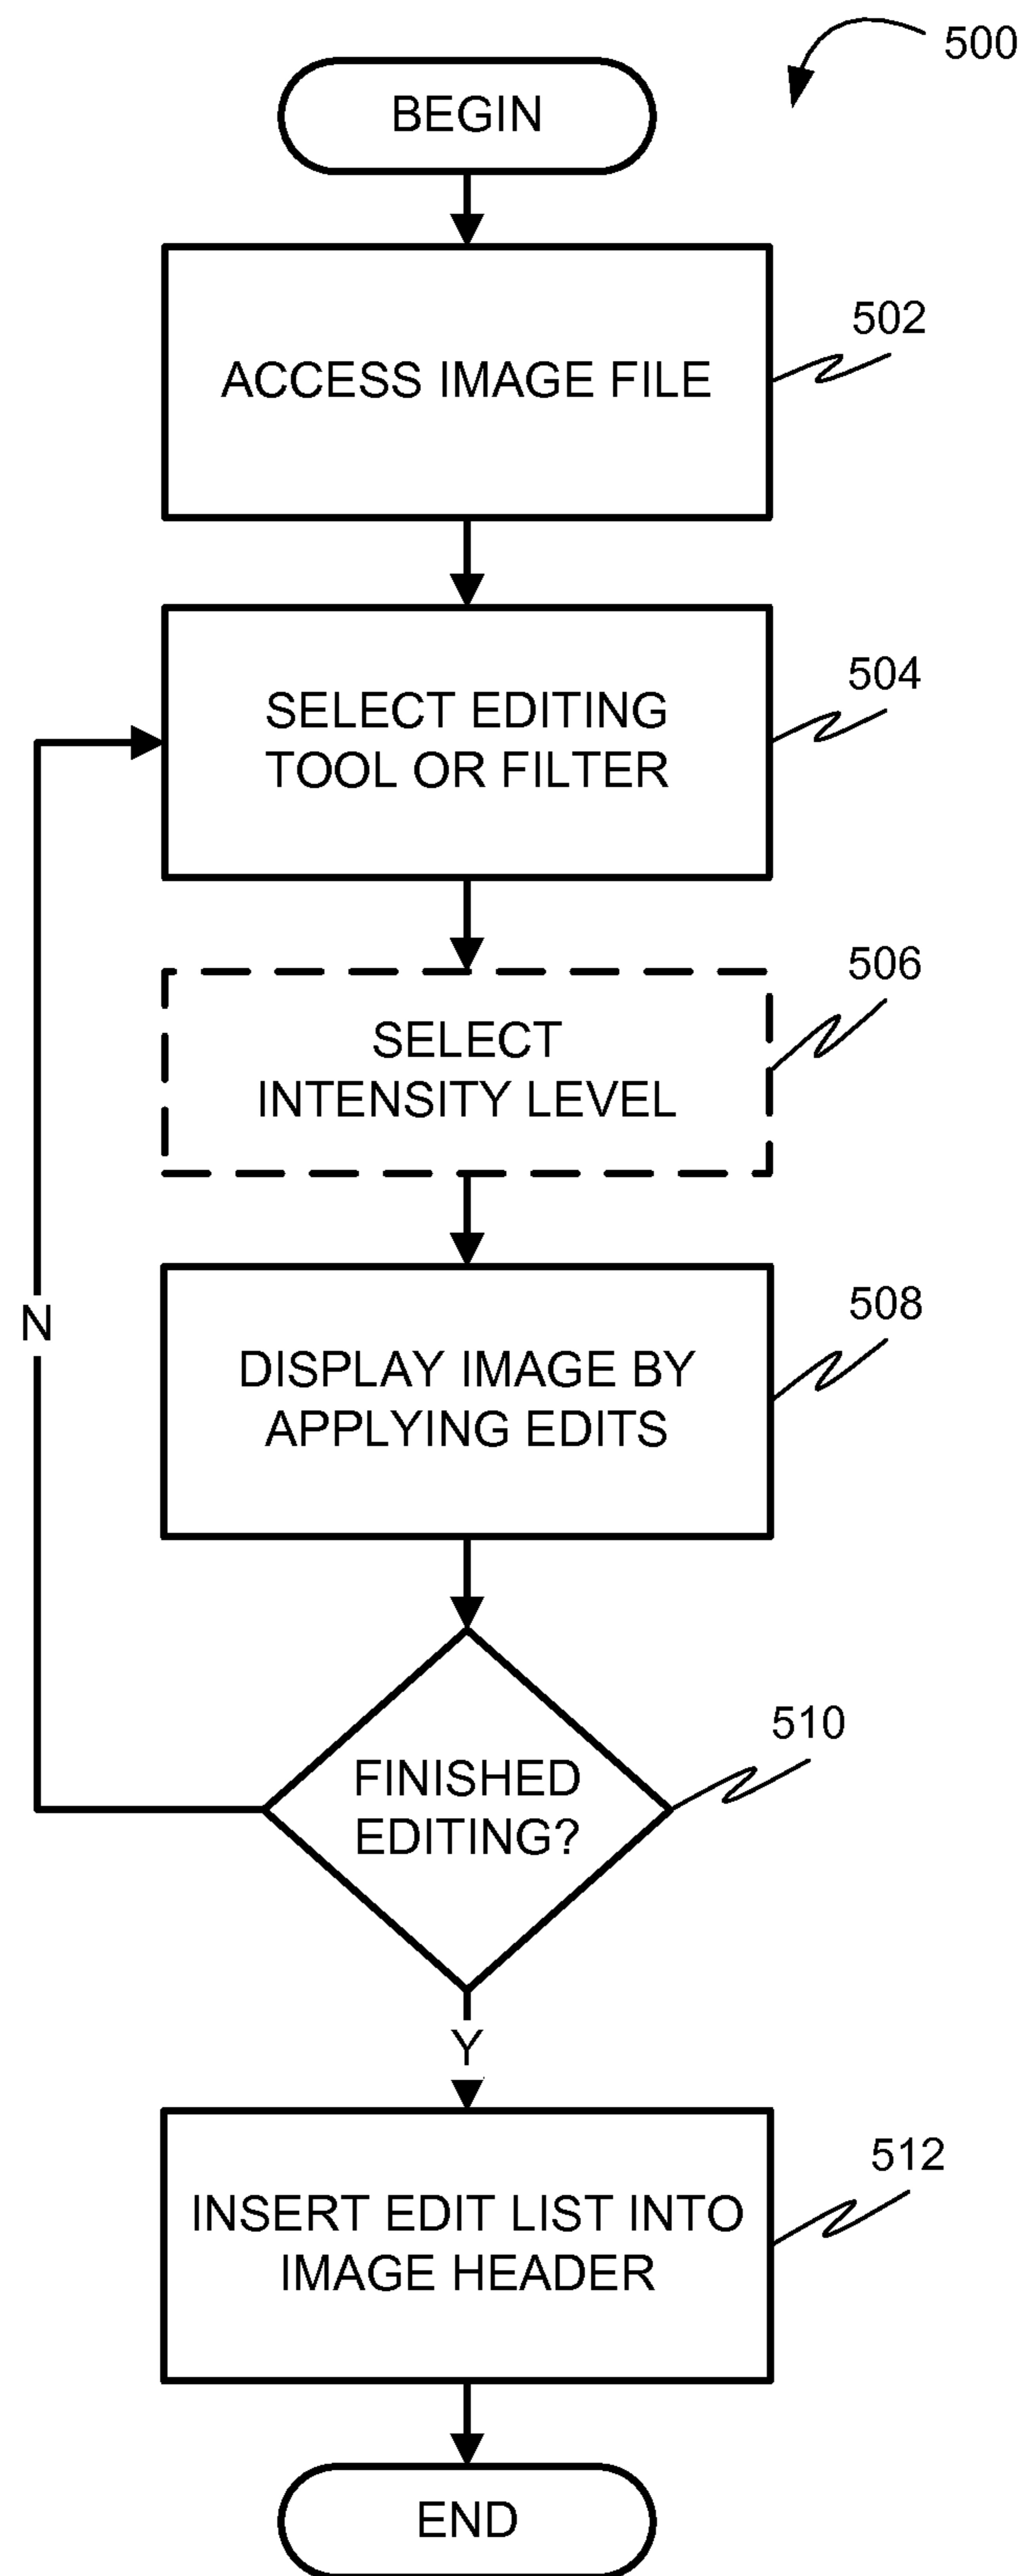 500
BEGIN
502
ACCESS IMAGE FILE
504
SELECT EDITING
TOOL OR FILTER
506
SELECT
INTENSITY LEVEL
508
N
DISPLAY IMAGE BY
APPLYING EDITS
510
FINISHED
EDITING?
Y
512
INSERT EDIT LIST INTO
IMAGE HEADER
END